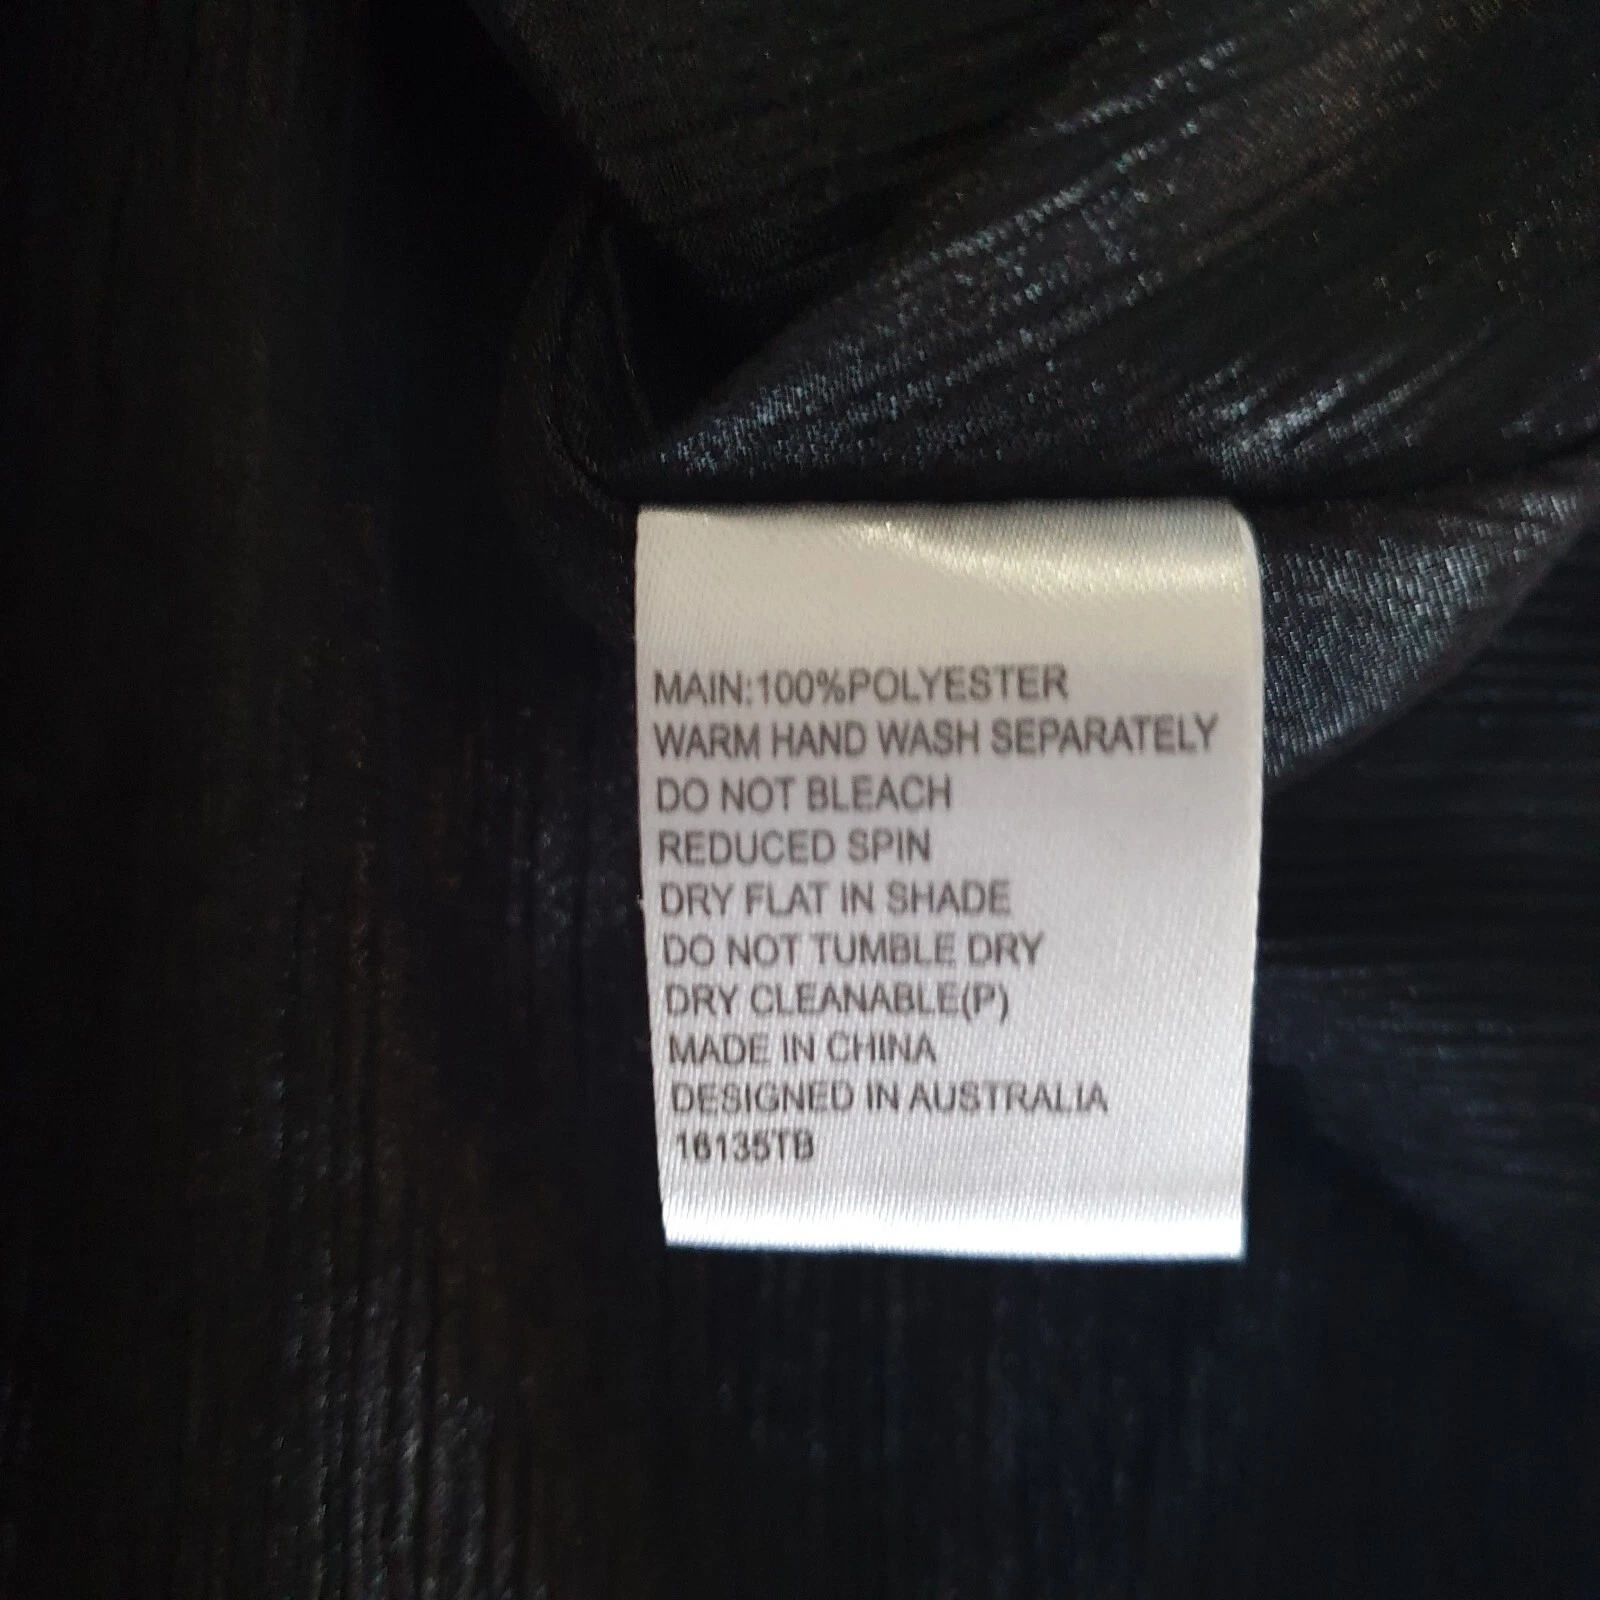 MAIN:100%POLYESTER
WARM HAND WASH SEPARATELY
DO NOT BLEACH
REDUCED SPIN
DRY FLAT IN SHADE
DO NOT TUMBLE DRY
DRY CLEANABLE(P)
MADE IN CHINA
DESIGNED IN AUSTRALIA
16135TB